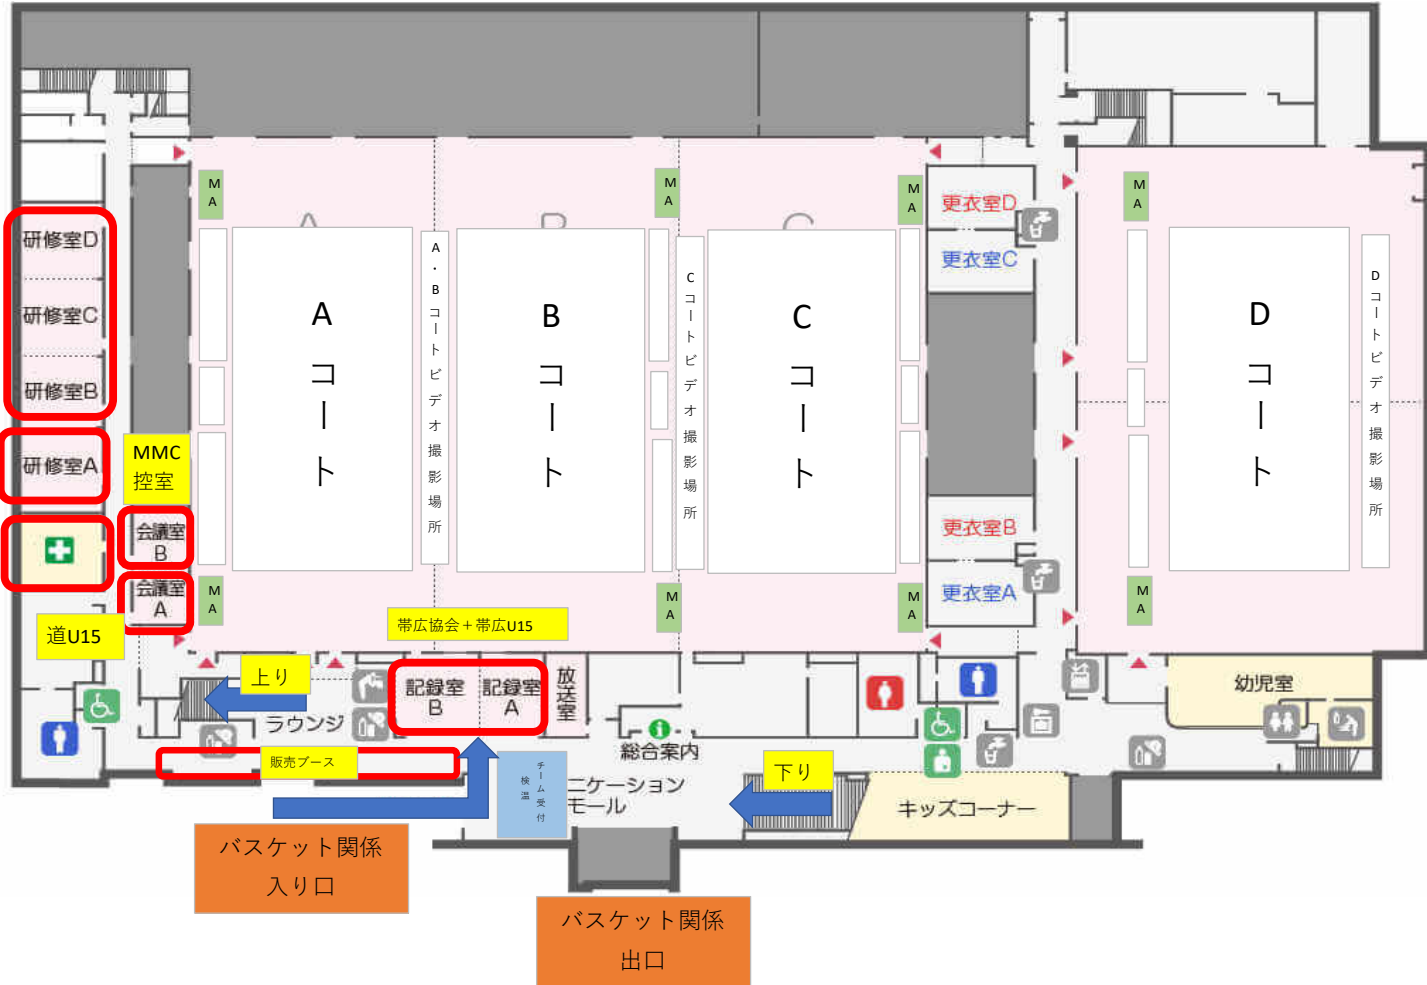 M
A
M
A
M
A
M
A
更衣室D
更衣室C
研修室D
研修室C
研修室B
研修室A
MMC
控室
会議室
B
会議室
A
道U15
A
コート
A・Bコートビデオ撮影場所
B
コート
Cコートビデオ撮影場所
C
コート
D
コート
Dコートビデオ撮影場所
更衣室B
更衣室A
M
A
M
A
M
A
M
A
帯広協会+帯広U15
上り
ラウンジ
記録室
B
記録室
A
放送室
総合案内
幼児室
販売ブース
チーム受付
検温
ニケーション
モール
下り
キッズコーナー
バスケット関係
入り口
バスケット関係
出口